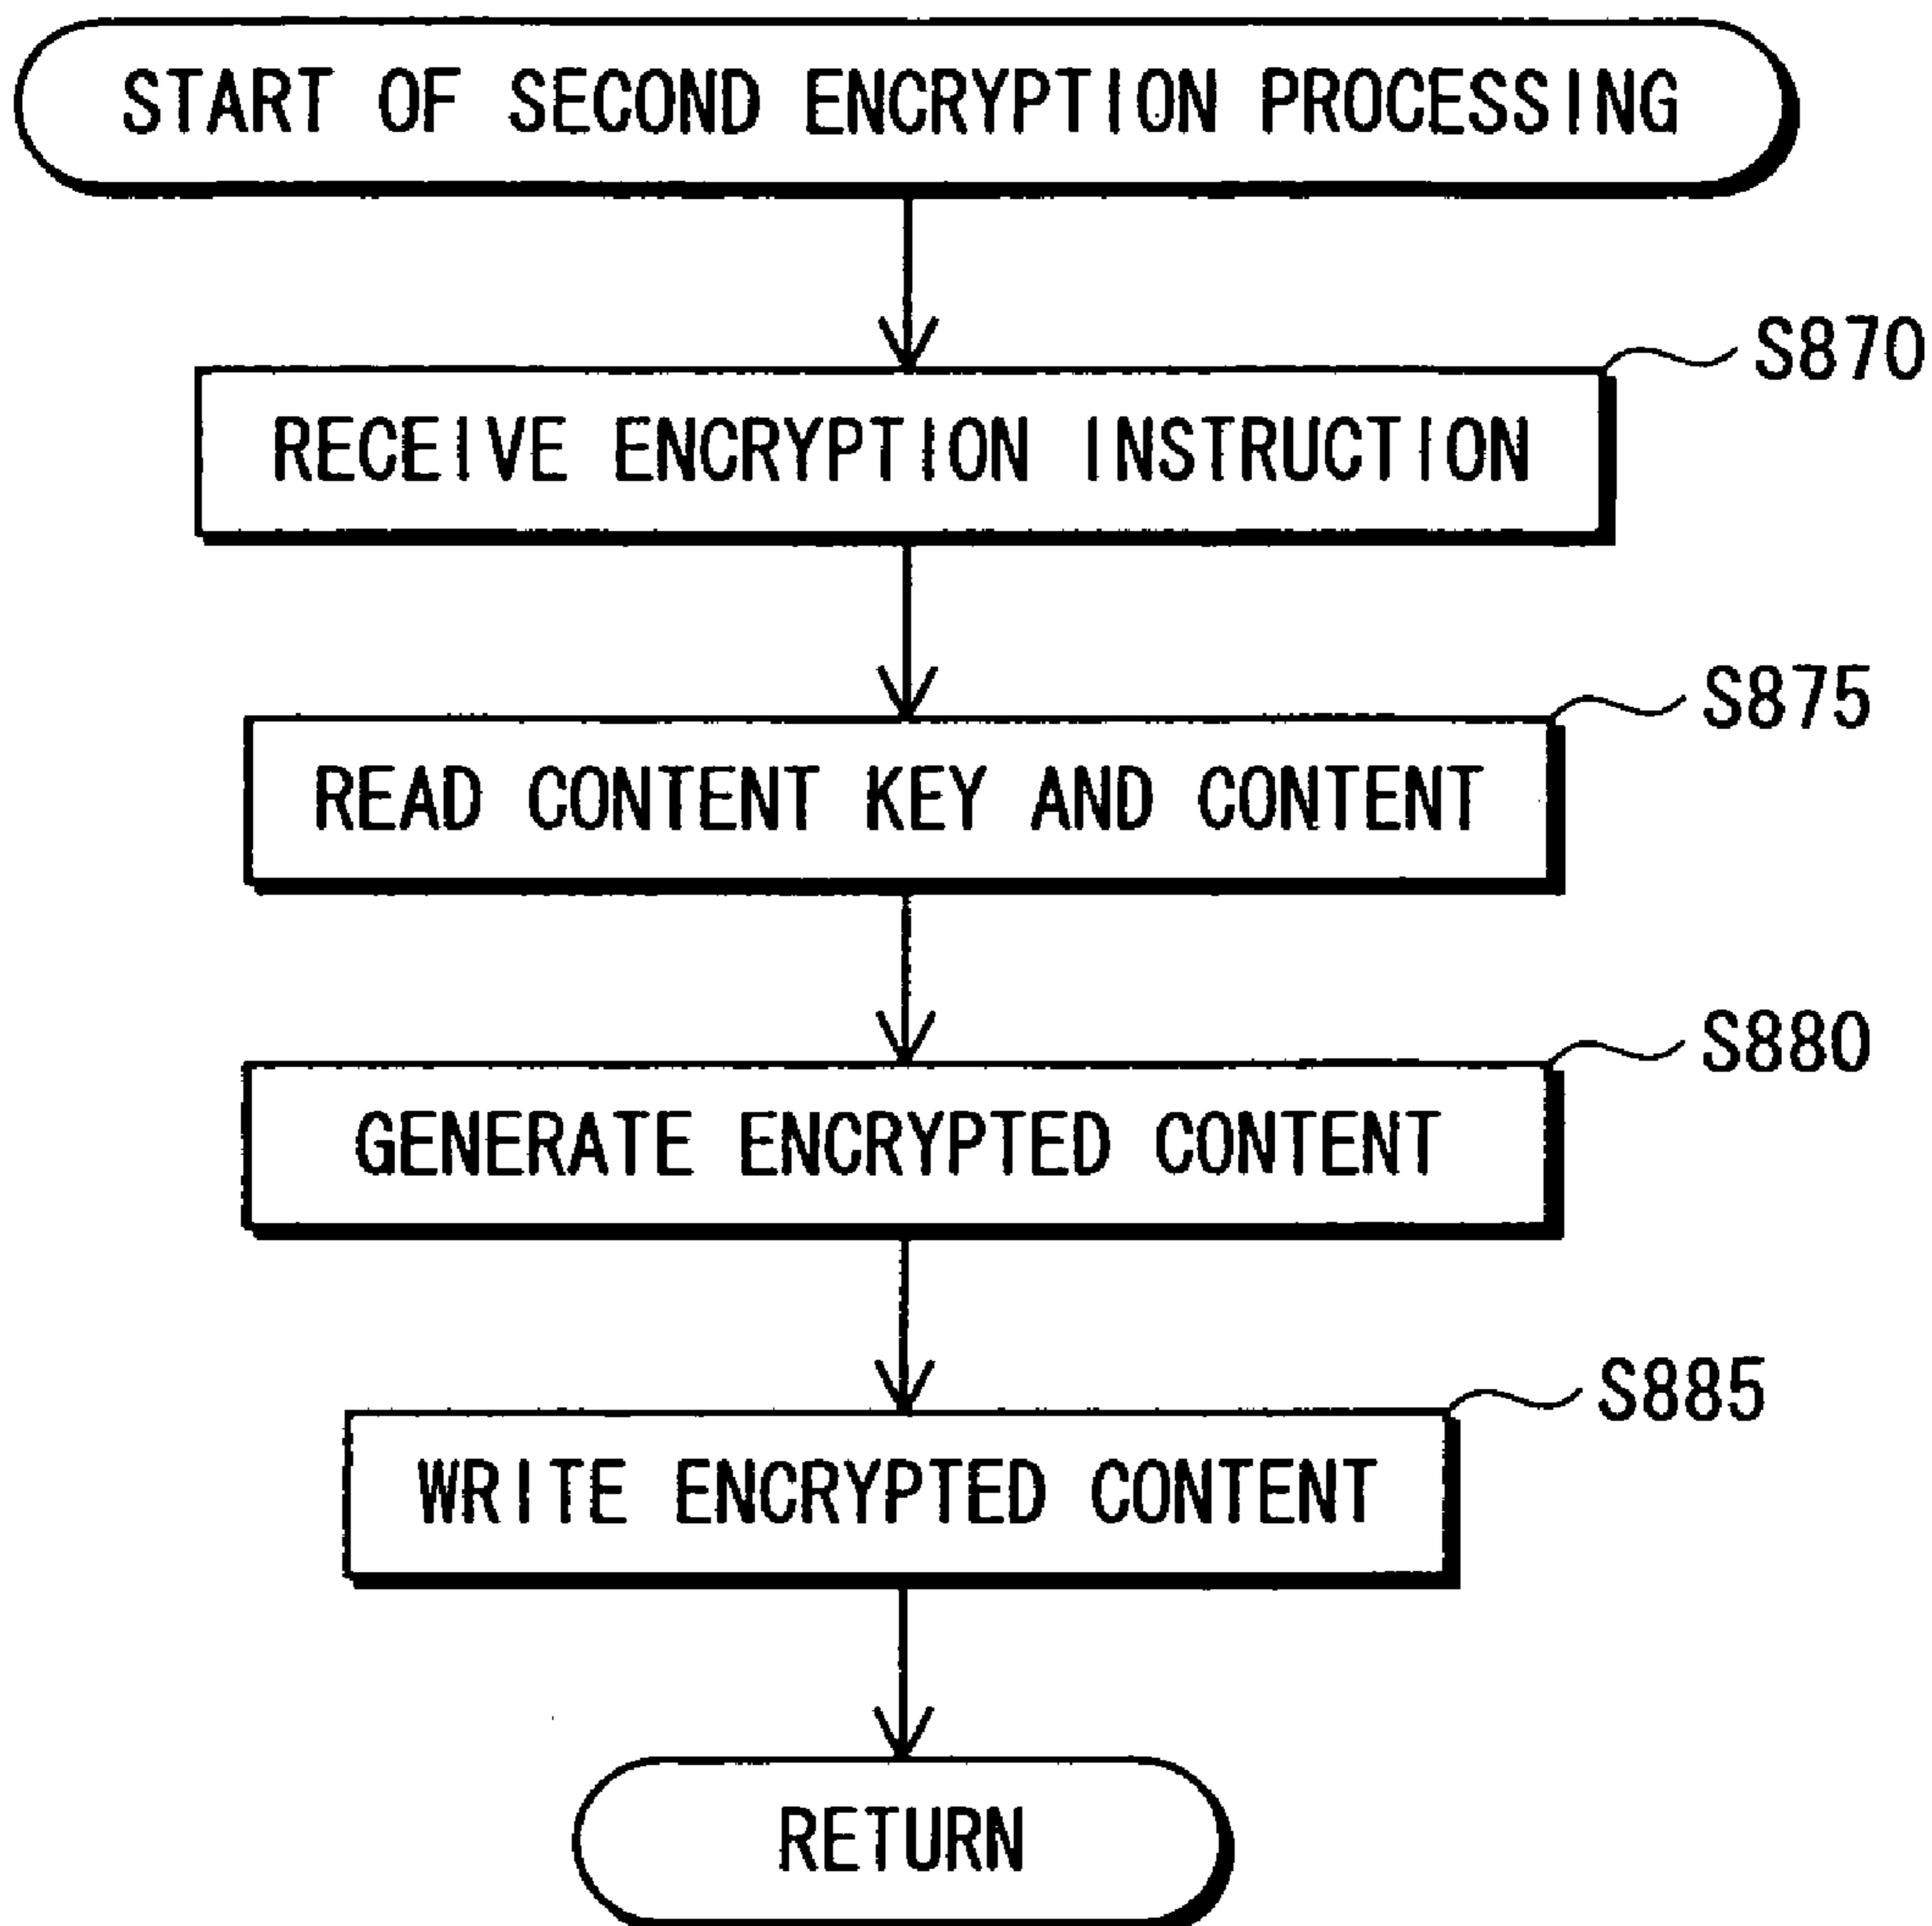 START OF SECOND ENCRYPTION PROCESSING
S870
RECEIVE ENCRYPTION INSTRUCTION
S875
READ CONTENT KEY AND CONTENT
S880
GENERATE ENCRYPTED CONTENT
S885
WRITE ENCRYPTED CONTENT
RETURN